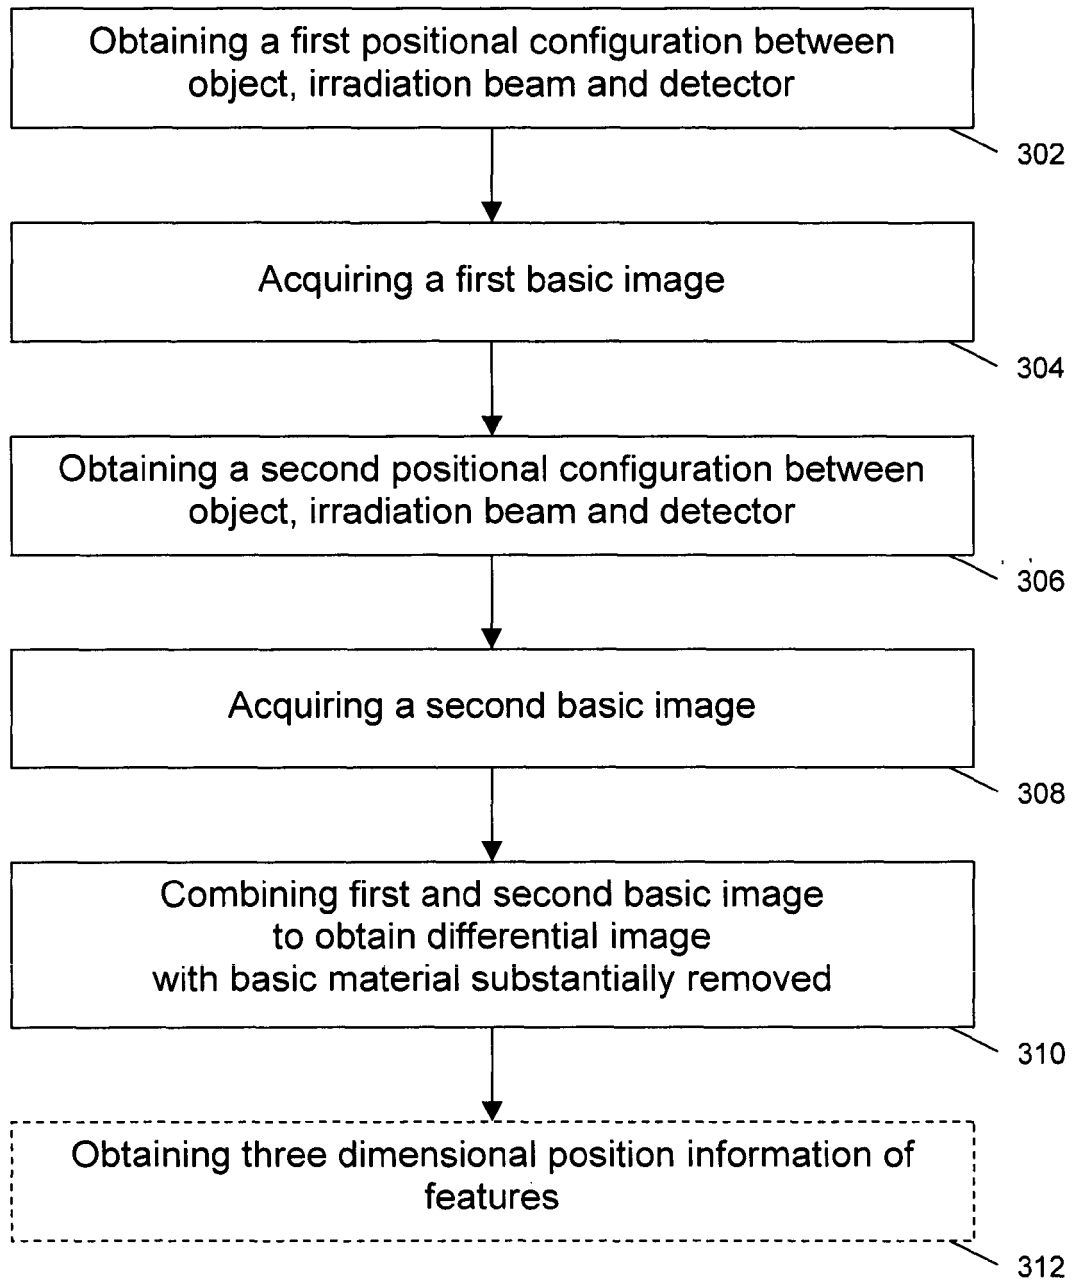 Obtaining a first positional configuration between
object, irradiation beam and detector
302
Acquiring a first basic image
304
Obtaining a second positional configuration between
object, irradiation beam and detector
306
Acquiring a second basic image
308
Combining first and second basic image
to obtain differential image
with basic material substantially removed
310
Obtaining three dimensional position information of
features
312